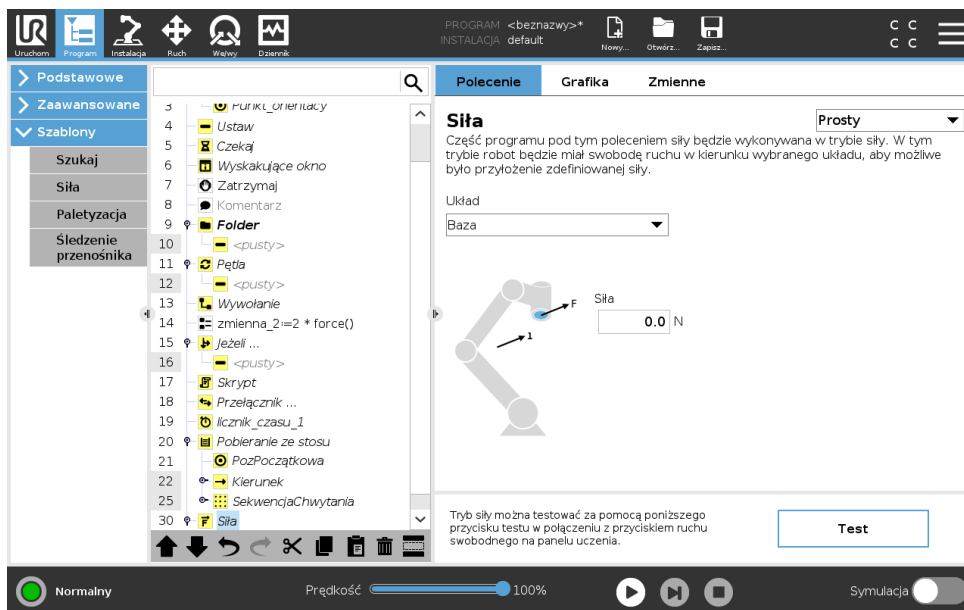 UR
Uruchom
Program
Instalacja
Ruch
We/wy
Dziennik
PROGRAM <beznazwy>*
INSTALACJA default
Nowy...
Otwórz...
Zapisz...
C C
C C
Podstawowe
Zaawansowane
Szablony
Szukaj
Siła
Paletyzacja
Śledzenie
przenośnika
3 Punkt_orientacy
4 Ustaw
5 Czekaj
6 Wyskakujące okno
7 Zatrzymaj
8 Komentarz
9 Folder
10 <pusty>
11 Pętla
12 <pusty>
13 Wywołanie
14 zmienna_2:=2 * force()
15 Jeżeli ...
16 <pusty>
17 Skrypt
18 Przełącznik ...
19 licznik_czasu_1
20 Pobieranie ze stosu
21 PozPoczątkowa
22 Kierunek
25 SekwencjaChwytania
30 Siła
Polecenie
Grafika
Zmienne
Siła
Prosty
Część programu pod tym poleceniem siły będzie wykonywana w trybie siły. W tym
trybie robot będzie miał swobodę ruchu w kierunku wybranego układu, aby możliwe
było przyłożenie zdefiniowanej siły.
Układ
Baza
F
1
Siła
0.0 N
Tryb siły można testować za pomocą poniższego
przycisku testu w połączeniu z przyciskiem ruchu
swobodnego na panelu uczenia.
Test
Normalny
Prędkość
100%
Symulacja